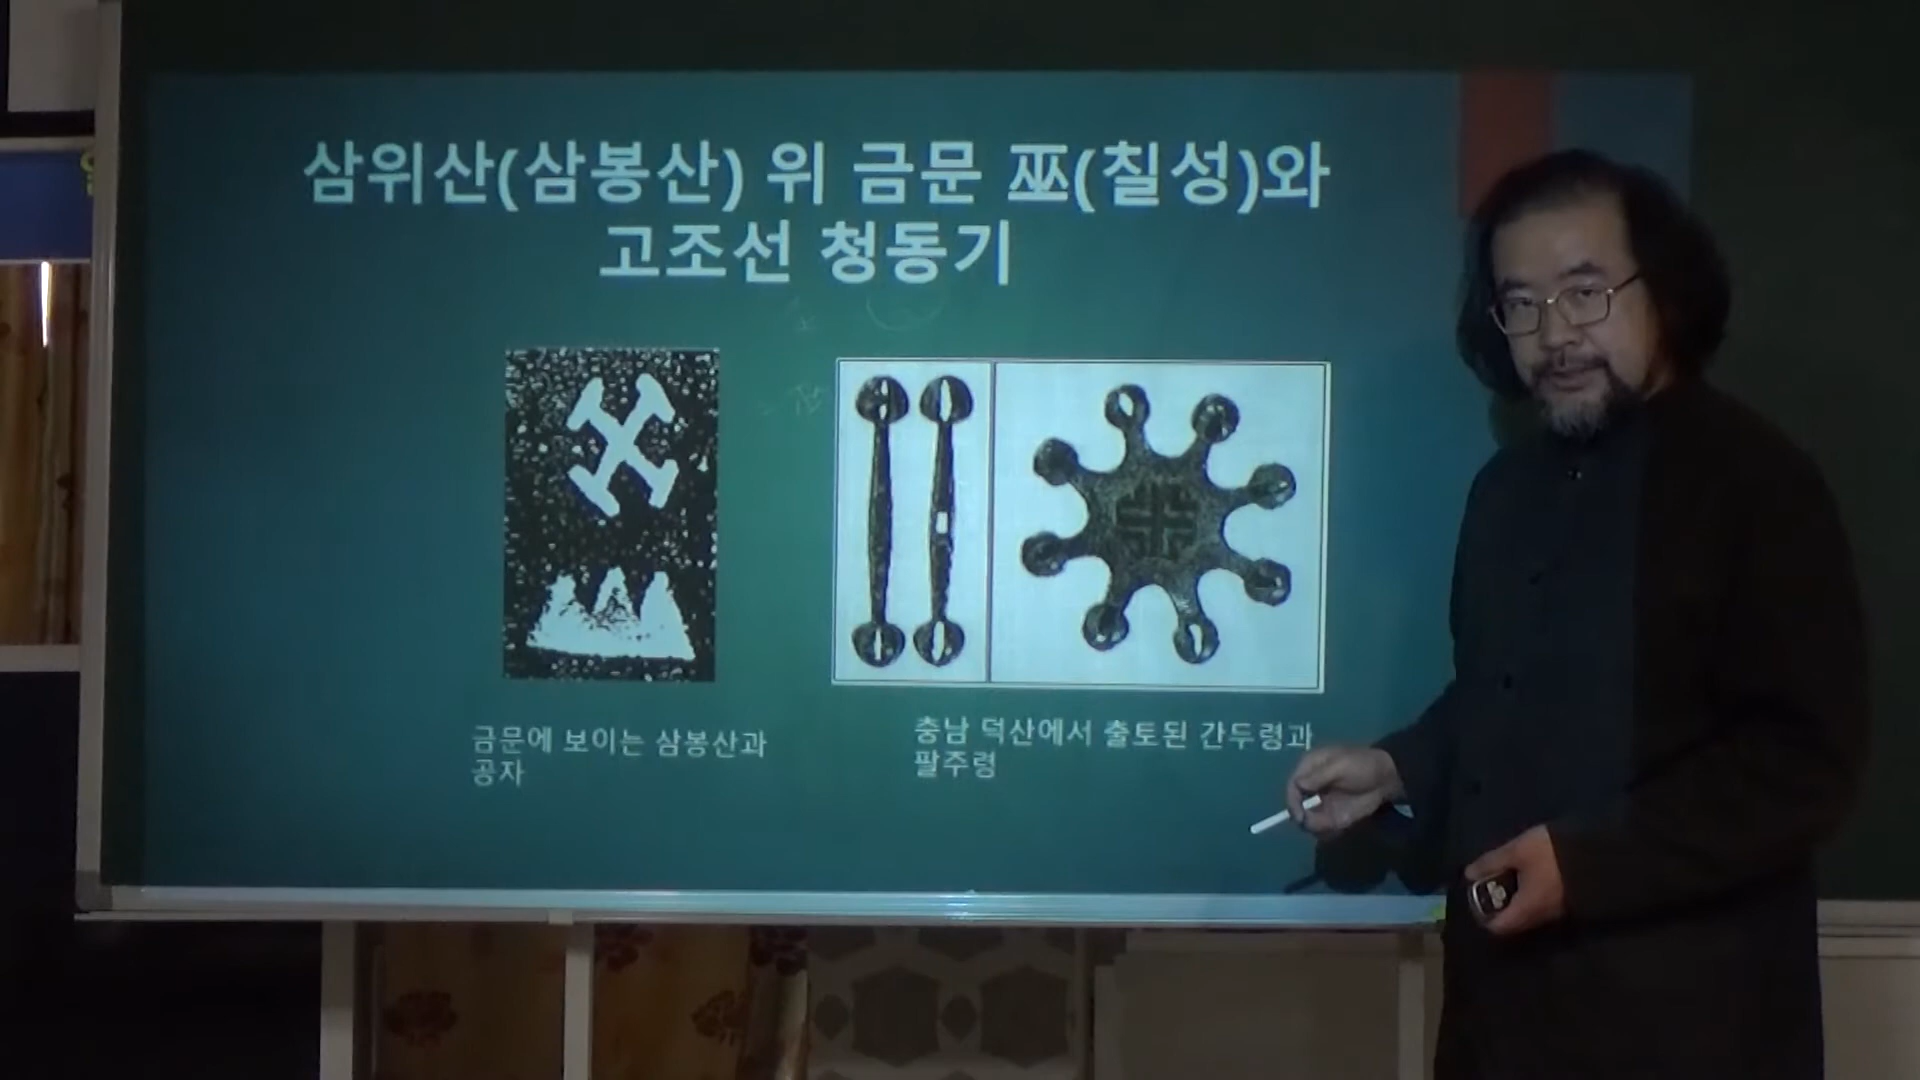 삼위산(삼봉산) 위 금문 巫(칠성)와
고조선 청동기
금문에 보이는 삼봉산과
공자
충남 덕산에서 출토된 간두령과
팔주령